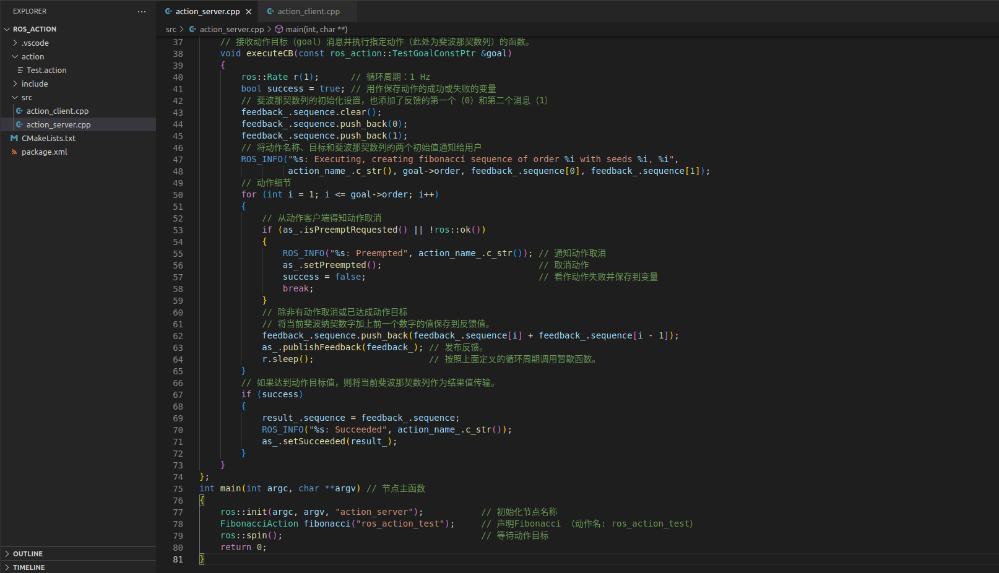 EXPLORER
···
ROS_ACTION
.vscode
action
Test.action
include
src
action_client.cpp
action_server.cpp
CMakeLists.txt
package.xml
OUTLINE
TIMELINE
action_server.cpp
action_client.cpp
src > action_server.cpp > main(int, char **)
37 // 接收动作目标（goal）消息并执行指定动作（此处为斐波那契数列）的函数。
38 void executeCB(const ros_action::TestGoalConstPtr &goal)
39 {
40 ros::Rate r(1); // 循环周期：1 Hz
41 bool success = true; // 用作保存动作的成功或失败的变量
42 // 斐波那契数列的初始化设置，也添加了反馈的第一个（0）和第二个消息（1）
43 feedback_.sequence.clear();
44 feedback_.sequence.push_back(0);
45 feedback_.sequence.push_back(1);
46 // 将动作名称、目标和斐波那契数列的两个初始值通知给用户
47 ROS_INFO("%s: Executing, creating fibonacci sequence of order %i with seeds %i, %i",
48 action_name_.c_str(), goal->order, feedback_.sequence[0], feedback_.sequence[1]);
49 // 动作细节
50 for (int i = 1; i <= goal->order; i++)
51 {
52 // 从动作客户端得知动作取消
53 if (as_.isPreemptRequested() || !ros::ok())
54 {
55 ROS_INFO("%s: Preempted", action_name_.c_str()); // 通知动作取消
56 as_.setPreempted(); // 取消动作
57 success = false; // 看作动作失败并保存到变量
58 break;
59 }
60 // 除非有动作取消或已达成动作目标
61 // 将当前斐波纳契数字加上前一个数字的值保存到反馈值。
62 feedback_.sequence.push_back(feedback_.sequence[i] + feedback_.sequence[i - 1]);
63 as_.publishFeedback(feedback_); // 发布反馈。
64 r.sleep(); // 按照上面定义的循环周期调用暂歇函数。
65 }
66 // 如果达到动作目标值，则将当前斐波那契数列作为结果值传输。
67 if (success)
68 {
69 result_.sequence = feedback_.sequence;
70 ROS_INFO("%s: Succeeded", action_name_.c_str());
71 as_.setSucceeded(result_);
72 }
73 }
74 };
75 int main(int argc, char **argv) // 节点主函数
76 {
77 ros::init(argc, argv, "action_server"); // 初始化节点名称
78 FibonacciAction fibonacci("ros_action_test"); // 声明Fibonacci （动作名: ros_action_test）
79 ros::spin(); // 等待动作目标
80 return 0;
81 }